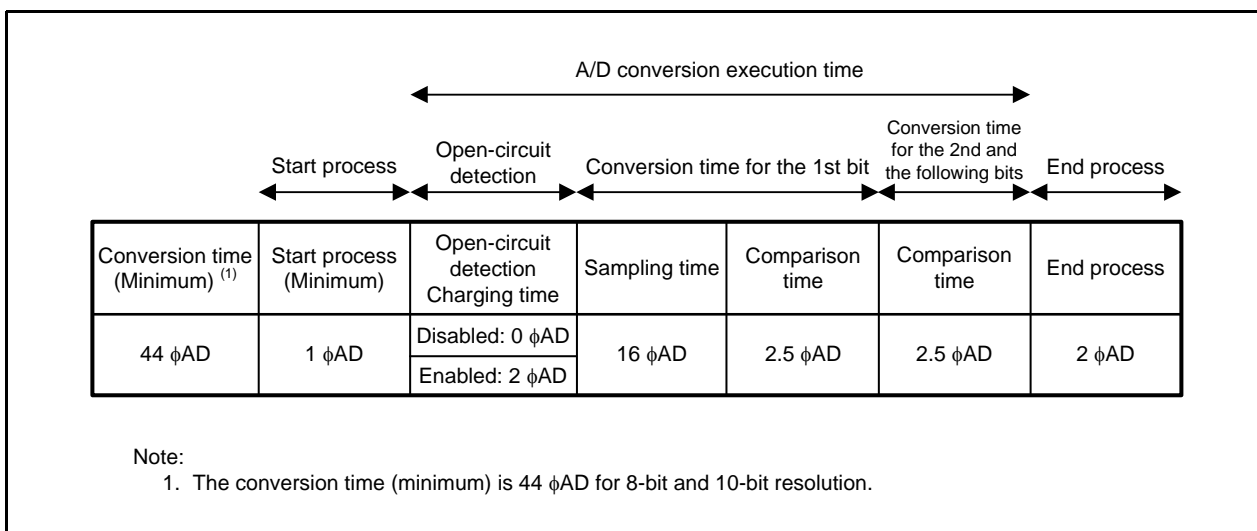 A/D conversion execution time
Start process
Open-circuit
detection
Conversion time for the 1st bit
Conversion time
for the 2nd and
the following bits
End process
Conversion time
(Minimum) (1)
Start process
(Minimum)
Open-circuit
detection
Charging time
Sampling time
Comparison
time
Comparison
time
End process
44 ϕAD
1 ϕAD
Disabled: 0 ϕAD
Enabled: 2 ϕAD
16 ϕAD
2.5 ϕAD
2.5 ϕAD
2 ϕAD
Note:
1. The conversion time (minimum) is 44 ϕAD for 8-bit and 10-bit resolution.